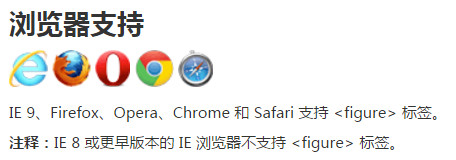 浏览器支持
IE 9、Firefox、Opera、Chrome 和 Safari 支持 <figure> 标签。
注释：IE 8 或更早版本的 IE 浏览器不支持 <figure> 标签。